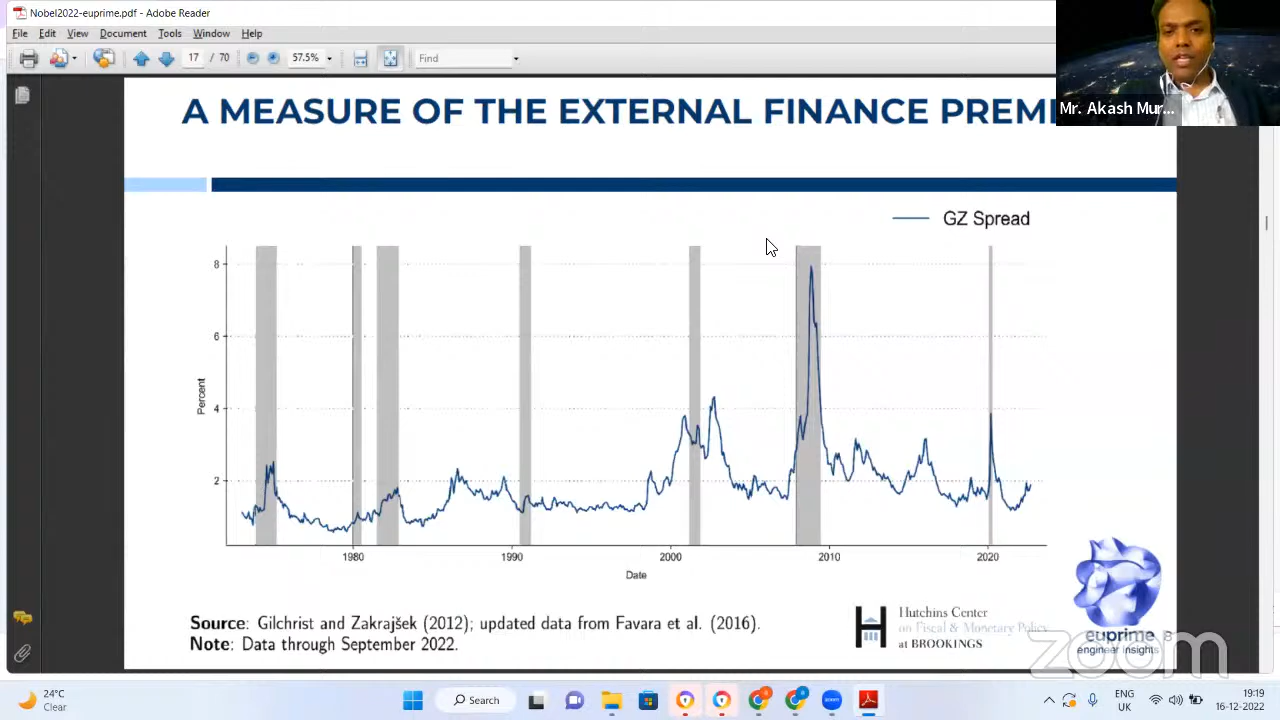 Nobel2022-euprime.pdf - Adobe Reader
File Edit View Document Tools Window Help
17 / 70 57.5% Find
Mr. Akash Mur...
A MEASURE OF THE EXTERNAL FINANCE PREM
GZ Spread
8
6
4
2
Percent
1980 1990 2000 2010 2020
Date
Source: Gilchrist and Zakrajšek (2012); updated data from Favara et al. (2016).
Note: Data through September 2022.
Hutchins Center
on Fiscal & Monetary Policy
at BROOKINGS
euprime
engineer insights
zoom
24°C
Clear
Search
ENG
UK
19:19
16-12-2022